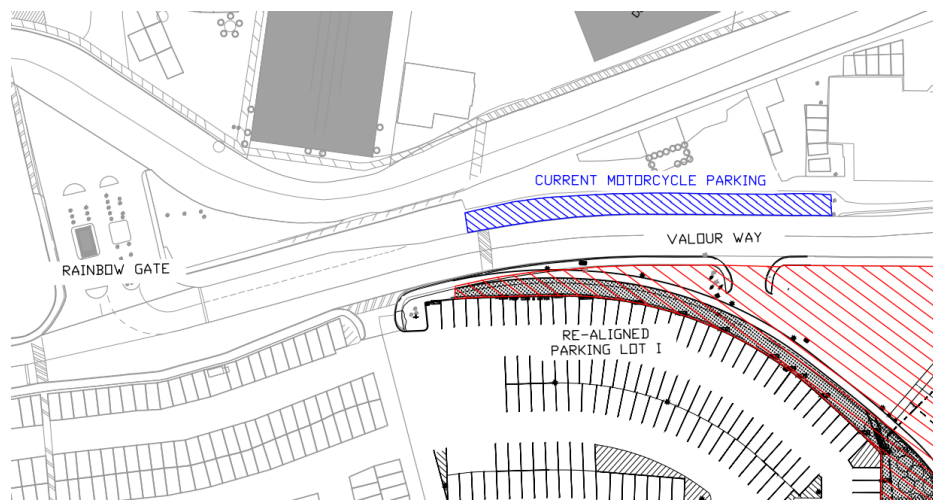 CURRENT MOTORCYCLE PARKING
VALOUR WAY
RAINBOW GATE
RE-ALIGNED
PARKING LOT I